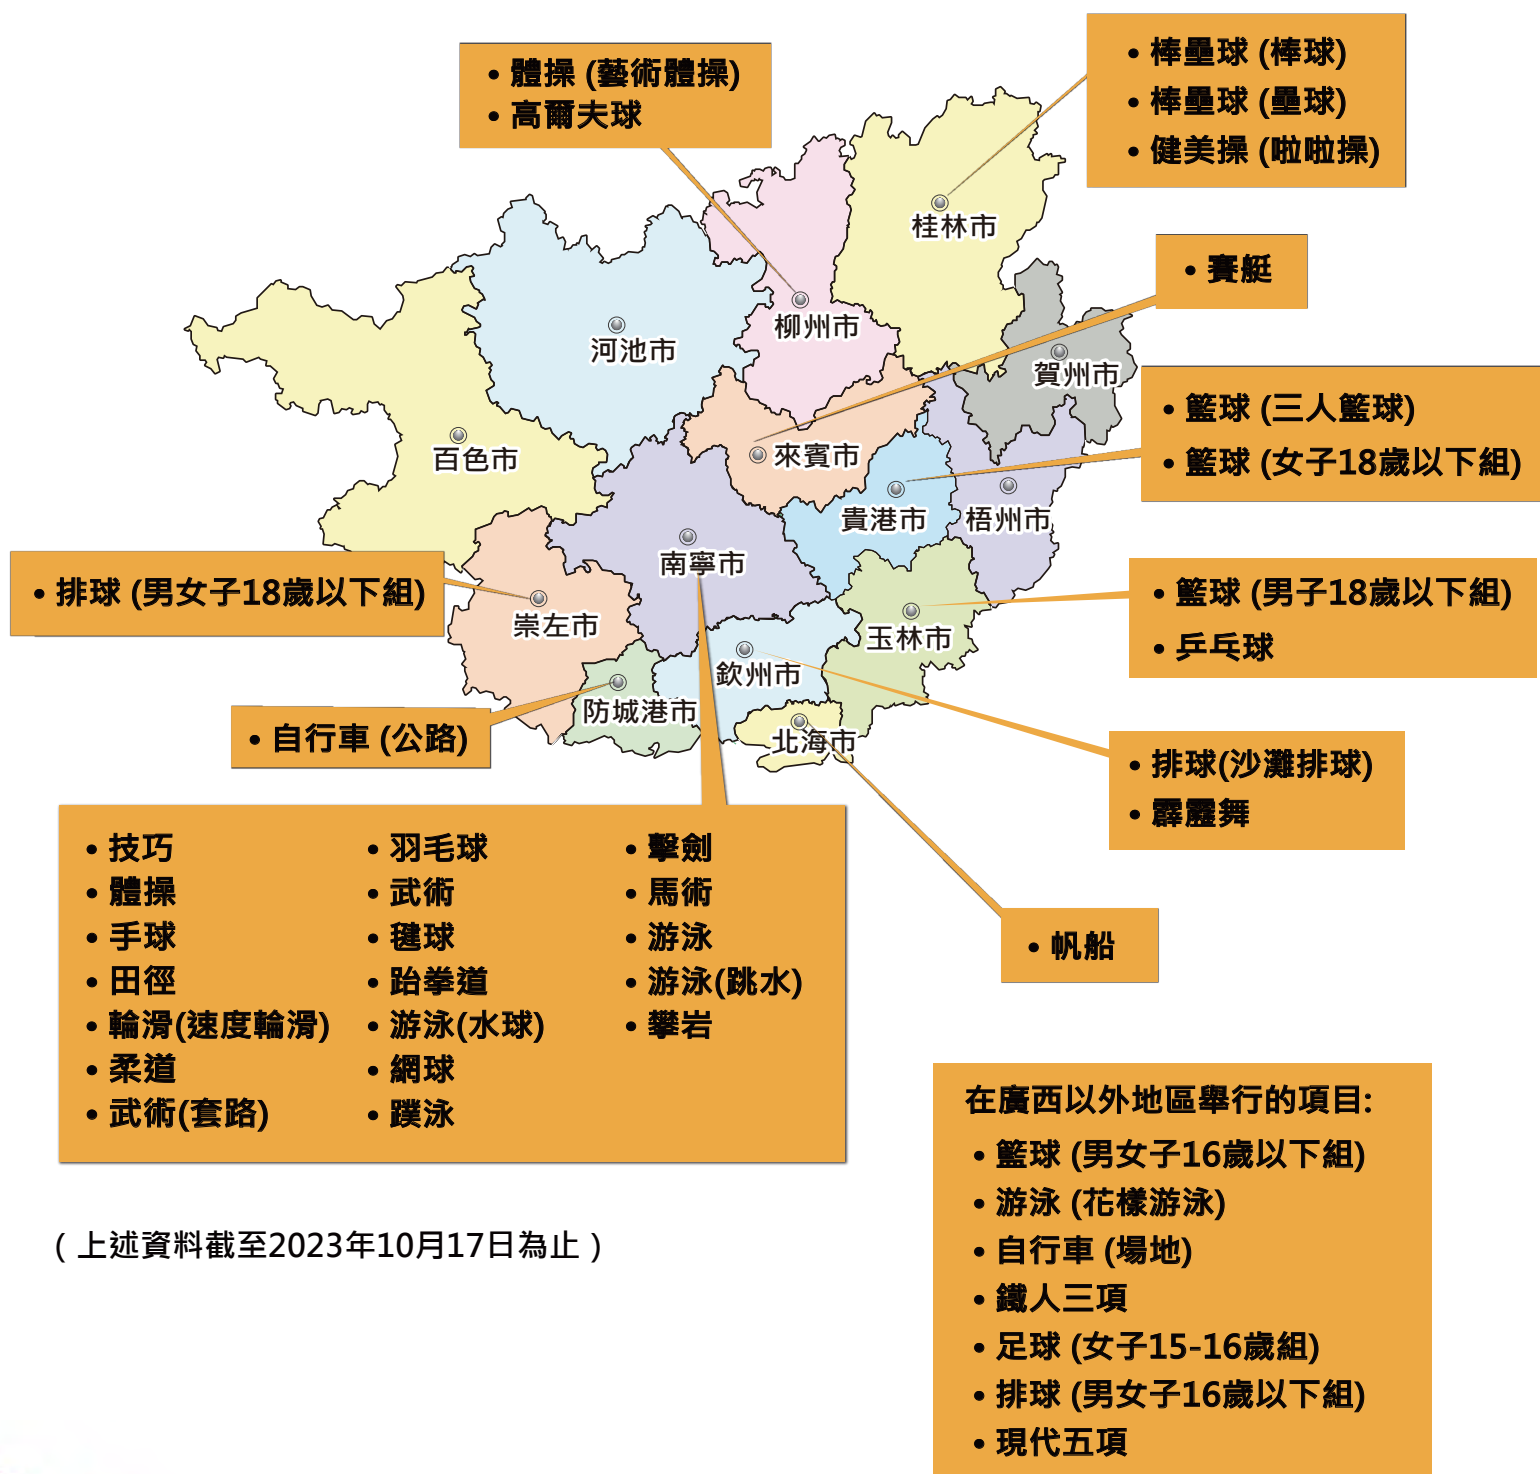 • 體操 (藝術體操)
• 高爾夫球
• 棒壘球 (棒球)
• 棒壘球 (壘球)
• 健美操 (啦啦操)
桂林市
• 賽艇
柳州市
河池市
賀州市
• 籃球 (三人籃球)
• 籃球 (女子18歲以下組)
百色市
來賓市
貴港市
梧州市
南寧市
• 排球 (男女子18歲以下組)
崇左市
• 籃球 (男子18歲以下組)
• 乒乓球
玉林市
欽州市
防城港市
• 自行車 (公路)
北海市
• 排球(沙灘排球)
• 霹靂舞
• 技巧
• 體操
• 手球
• 田徑
• 輪滑(速度輪滑)
• 柔道
• 武術(套路)
• 羽毛球
• 武術
• 毽球
• 跆拳道
• 游泳(水球)
• 網球
• 蹼泳
• 擊劍
• 馬術
• 游泳
• 游泳(跳水)
• 攀岩
• 帆船
在廣西以外地區舉行的項目:
• 籃球 (男女子16歲以下組)
• 游泳 (花樣游泳)
• 自行車 (場地)
• 鐵人三項
• 足球 (女子15-16歲組)
• 排球 (男女子16歲以下組)
• 現代五項
( 上述資料截至2023年10月17日為止 )